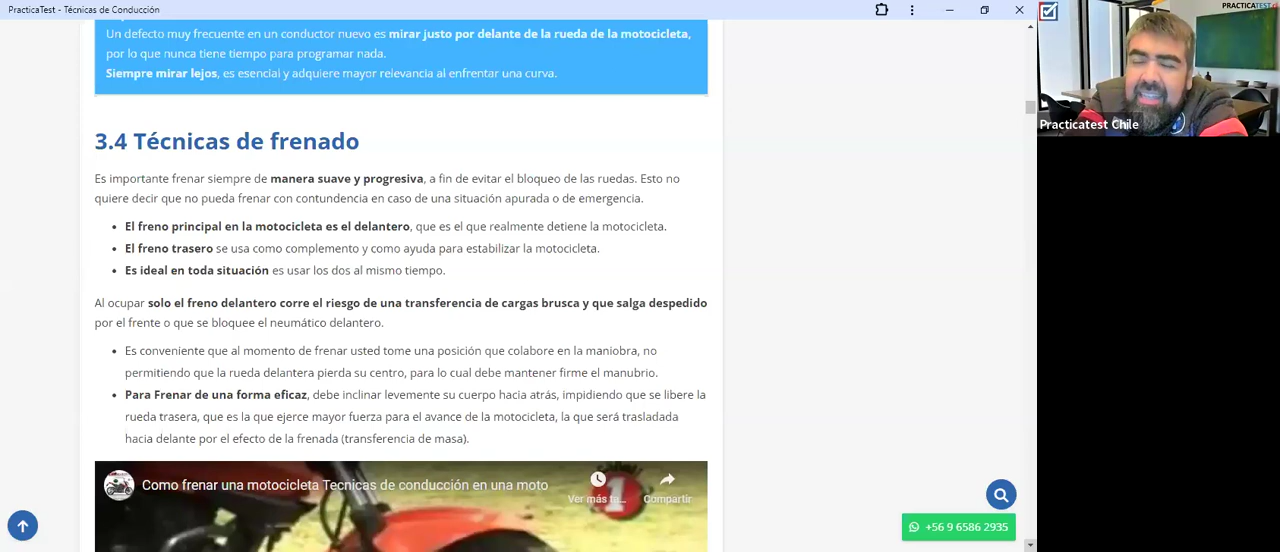 PracticaTest - Técnicas de Conducción
PRACTICATEST
Un defecto muy frecuente en un conductor nuevo es mirar justo por delante de la rueda de la motocicleta,
por lo que nunca tiene tiempo para programar nada.
Siempre mirar lejos, es esencial y adquiere mayor relevancia al enfrentar una curva.
Practicatest Chile
3.4 Técnicas de frenado
Es importante frenar siempre de manera suave y progresiva, a fin de evitar el bloqueo de las ruedas. Esto no
quiere decir que no pueda frenar con contundencia en caso de una situación apurada o de emergencia.
El freno principal en la motocicleta es el delantero, que es el que realmente detiene la motocicleta.
El freno trasero se usa como complemento y como ayuda para estabilizar la motocicleta.
Es ideal en toda situación es usar los dos al mismo tiempo.
Al ocupar solo el freno delantero corre el riesgo de una transferencia de cargas brusca y que salga despedido
por el frente o que se bloquee el neumático delantero.
Es conveniente que al momento de frenar usted tome una posición que colabore en la maniobra, no
permitiendo que la rueda delantera pierda su centro, para lo cual debe mantener firme el manubrio.
Para Frenar de una forma eficaz, debe inclinar levemente su cuerpo hacia atrás, impidiendo que se libere la
rueda trasera, que es la que ejerce mayor fuerza para el avance de la motocicleta, la que será trasladada
hacia delante por el efecto de la frenada (transferencia de masa).
Como frenar una motocicleta Tecnicas de conducción en una moto
1
Ver más ta...
Compartir
+56 9 6586 2935